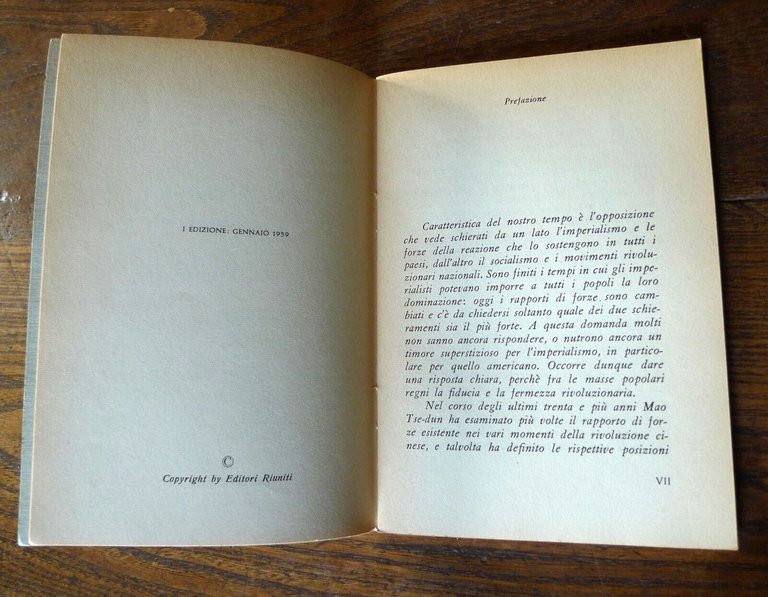 I EDIZIONE: GENNAIO 1959
©
Copyright by Editori Riuniti
Prefazione
Caratteristica del nostro tempo è l'opposizione
che vede schierati da un lato l'imperialismo e le
forze della reazione che lo sostengono in tutti i
paesi, dall'altro il socialismo e i movimenti rivolu-
zionari nazionali. Sono finiti i tempi in cui gli impe-
rialisti potevano imporre a tutti i popoli la loro
dominazione: oggi i rapporti di forze sono cam-
biati e c'è da chiedersi soltanto quale dei due schie-
ramenti sia il più forte. A questa domanda molti
non sanno ancora rispondere, o nutrono ancora un
timore superstizioso per l'imperialismo, in partico-
lare per quello americano. Occorre dunque dare
una risposta chiara, perchè fra le masse popolari
regni la fiducia e la fermezza rivoluzionaria.
Nel corso degli ultimi trenta e più anni Mao
Tse-dun ha esaminato più volte il rapporto di for-
ze esistente nei vari momenti della rivoluzione ci-
nese, e talvolta ha definito le rispettive posizioni
VII